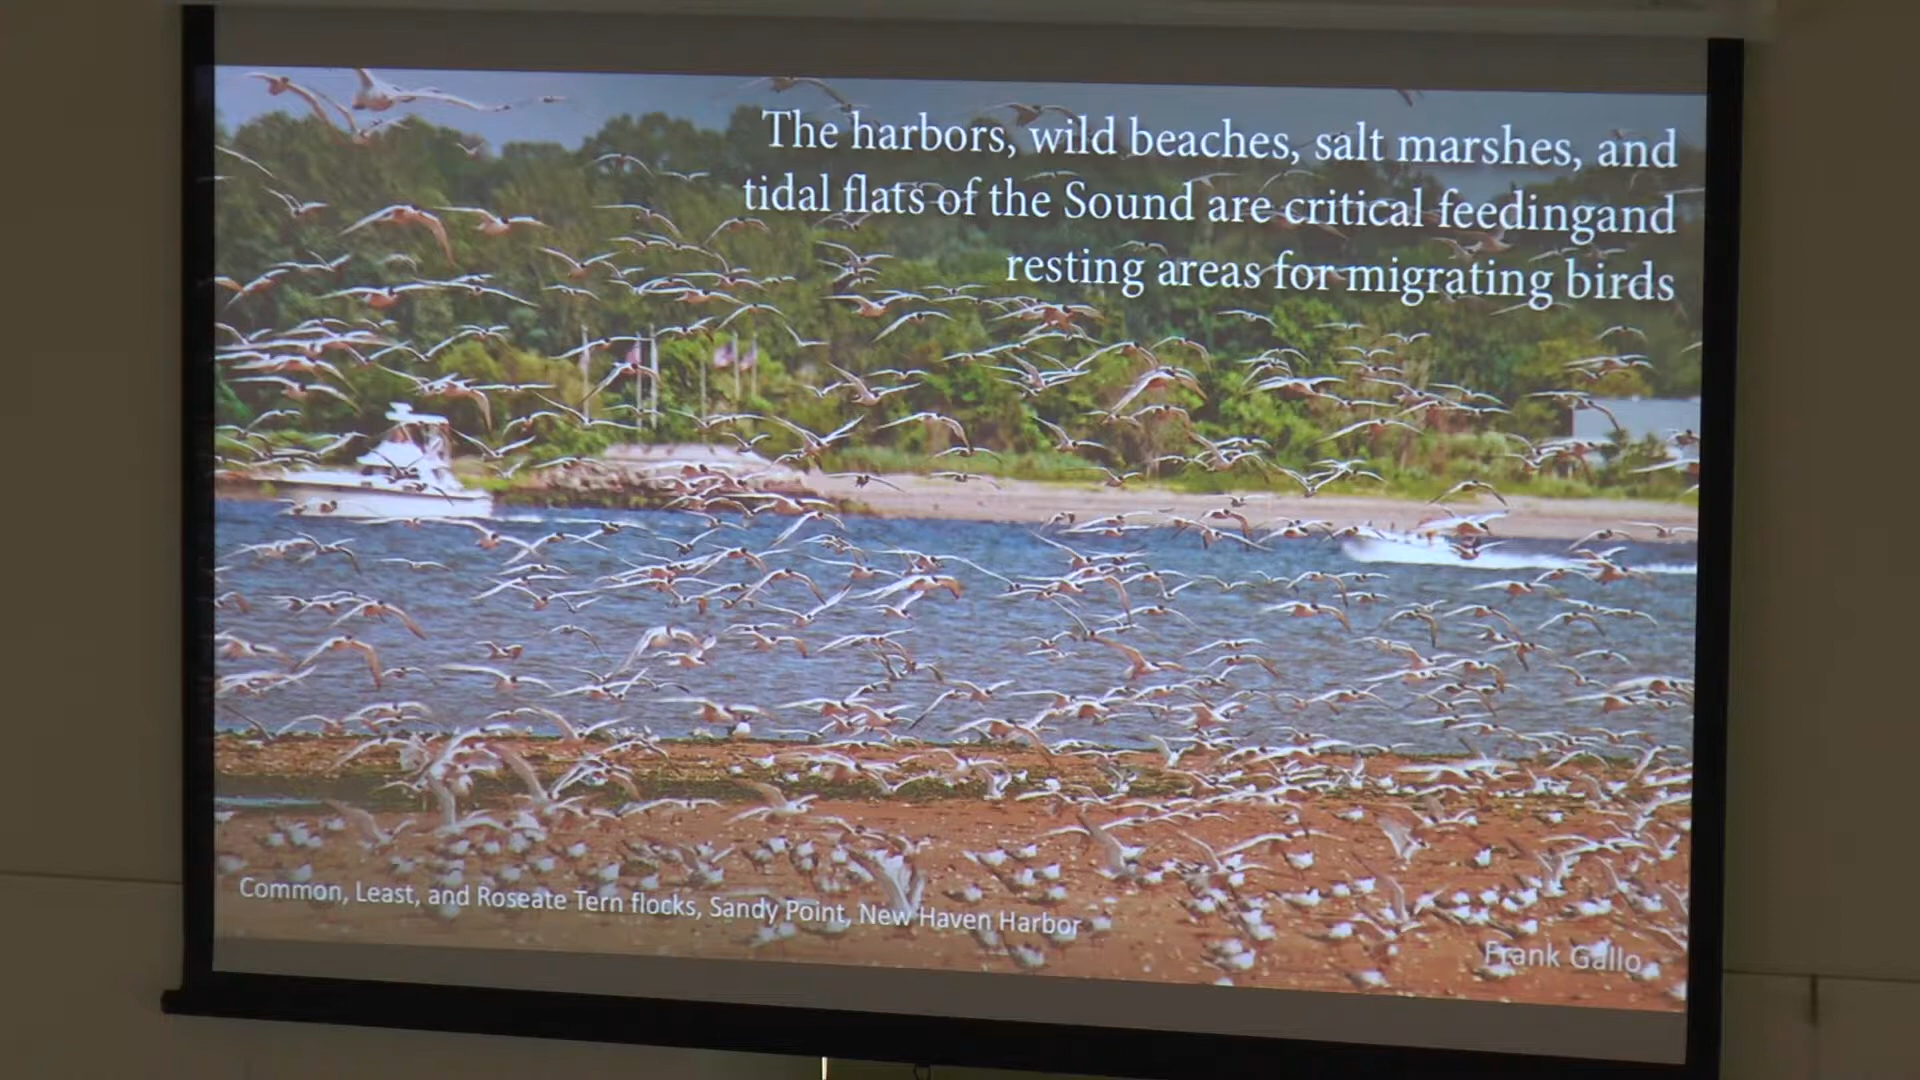 The harbors, wild beaches, salt marshes, and
tidal flats of the Sound are critical feedingand
resting areas for migrating birds
Common, Least, and Roseate Tern flocks, Sandy Point, New Haven Harbor
Frank Gallo